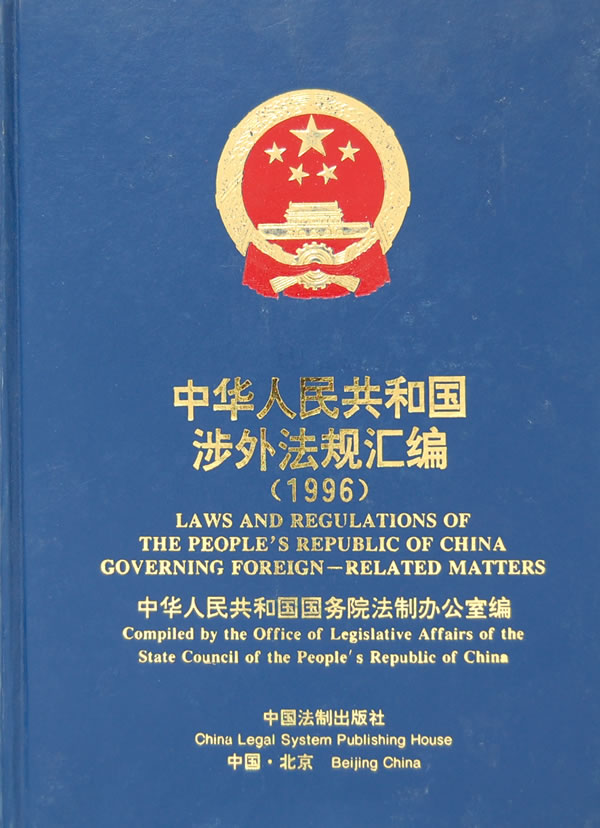 中华人民共和国
涉外法规汇编
（1996）
LAWS AND REGULATIONS OF
THE PEOPLE'S REPUBLIC OF CHINA
GOVERNING FOREIGN—RELATED MATTERS
中华人民共和国国务院法制办公室编
Compiled by the Office of Legislative Affairs of the
State Council of the People's Republic of China
中国法制出版社
China Legal System Publishing House
中国·北京 Beijing China